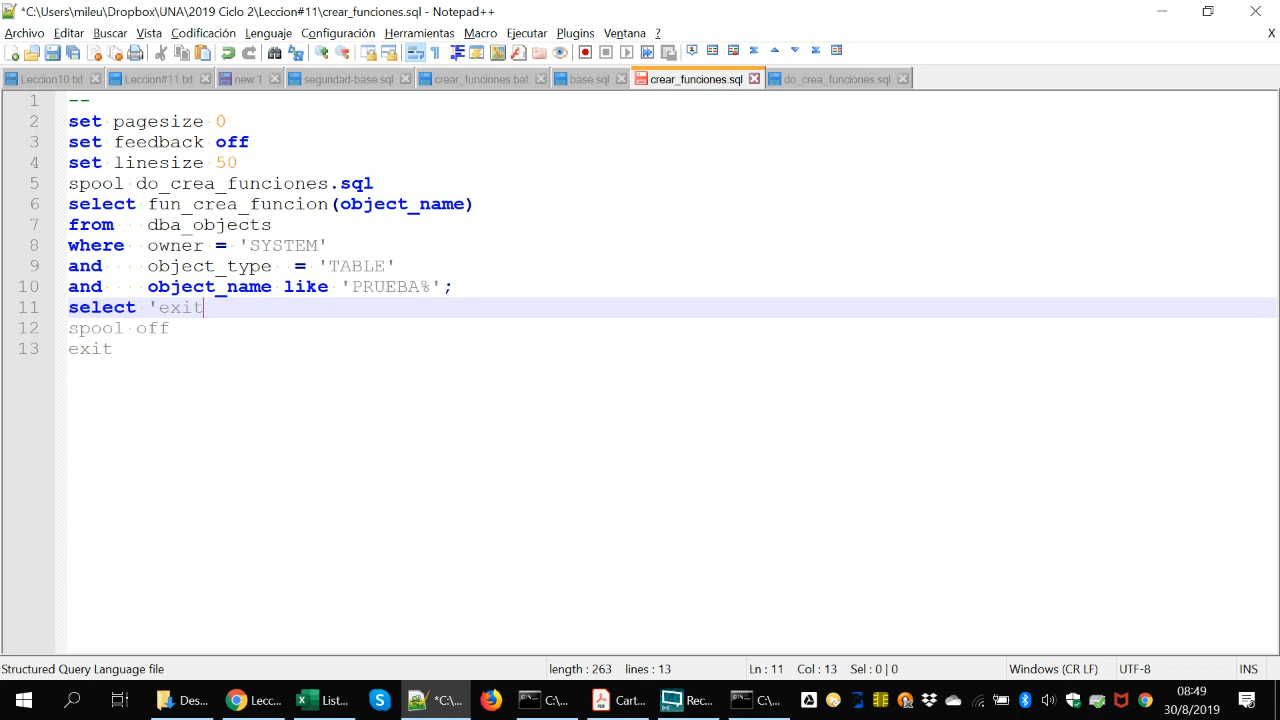 *C:\Users\mileu\Dropbox\UNA\2019 Ciclo 2\Leccion#11\crear_funciones.sql - Notepad++
Archivo Editar Buscar Vista Codificación Lenguaje Configuración Herramientas Macro Ejecutar Plugins Ventana ? X
Leccion10.txt Leccion#11.txt new 1 seguridad-base.sql crear_funciones.bat base.sql crear_funciones.sql do_crea_funciones.sql
1 --
2 set pagesize 0
3 set feedback off
4 set linesize 50
5 spool do_crea_funciones.sql
6 select fun_crea_funcion(object_name)
7 from dba_objects
8 where owner = 'SYSTEM'
9 and object_type = 'TABLE'
10 and object_name like 'PRUEBA%';
11 select 'exit
12 spool off
13 exit
Structured Query Language file length : 263 lines : 13 Ln : 11 Col : 13 Sel : 0 | 0 Windows (CR LF) UTF-8 INS
Des... Lecc... List... *C:\... C:\... Cart... Rec... C:\... 18:49
30/8/2019